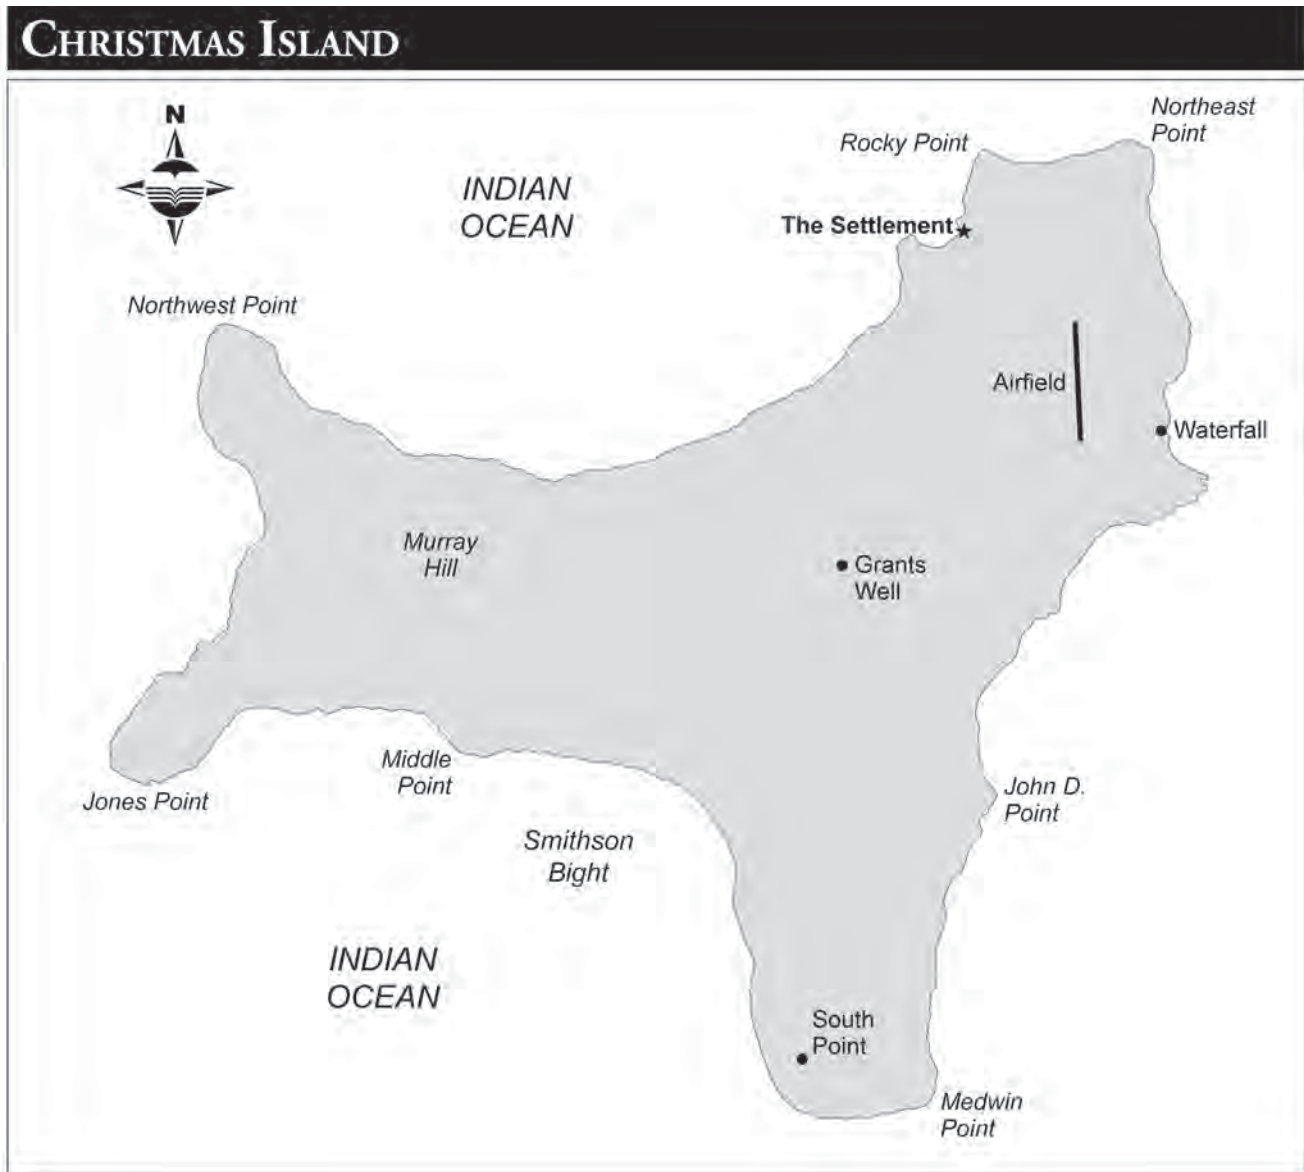 CHRISTMAS ISLAND
N
Northeast
Point
Rocky Point
INDIAN
OCEAN
The Settlement
Northwest Point
Airfield
Waterfall
Murray
Hill
Grants
Well
Middle
Point
Jones Point
John D.
Point
Smithson
Bight
INDIAN
OCEAN
South
Point
Medwin
Point